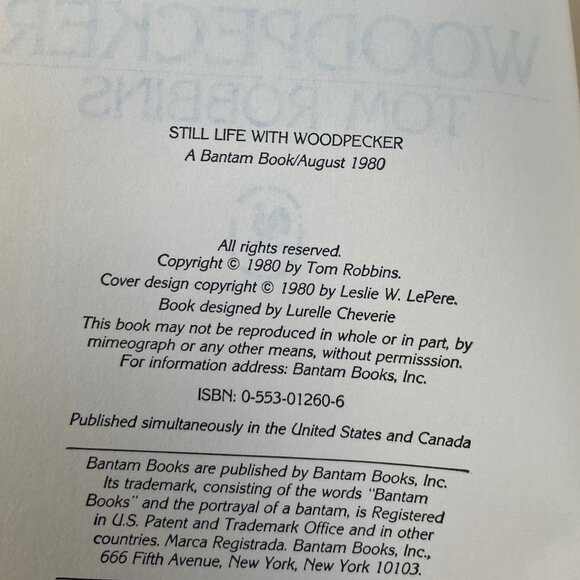 WOODPECKER
TOM ROBBINS
STILL LIFE WITH WOODPECKER
A Bantam Book/August 1980
All rights reserved.
Copyright © 1980 by Tom Robbins.
Cover design copyright © 1980 by Leslie W. LePere.
Book designed by Lurelle Cheverie
This book may not be reproduced in whole or in part, by
mimeograph or any other means, without permisssion.
For information address: Bantam Books, Inc.
ISBN: 0-553-01260-6
Published simultaneously in the United States and Canada
Bantam Books are published by Bantam Books, Inc.
Its trademark, consisting of the words "Bantam
Books" and the portrayal of a bantam, is Registered
in U.S. Patent and Trademark Office and in other
countries. Marca Registrada. Bantam Books, Inc.,
666 Fifth Avenue, New York, New York 10103.